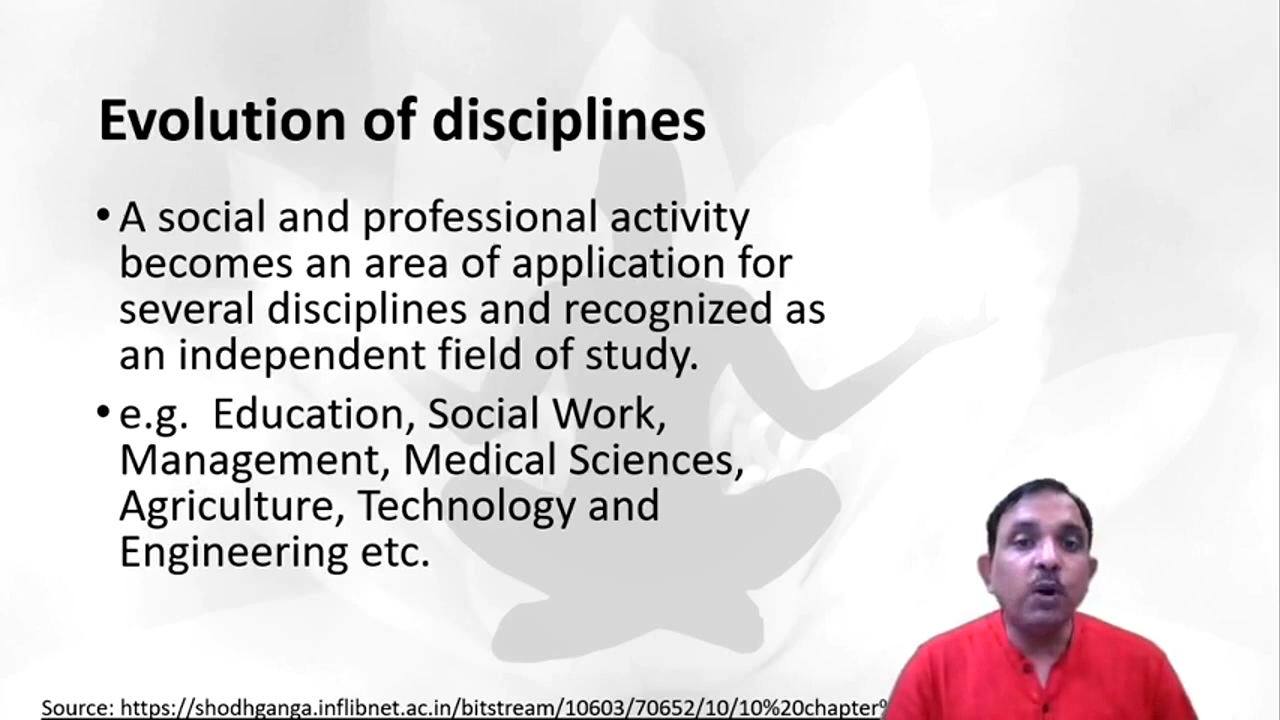 Evolution of disciplines
•A social and professional activity
becomes an area of application for
several disciplines and recognized as
an independent field of study.
•e.g. Education, Social Work,
Management, Medical Sciences,
Agriculture, Technology and
Engineering etc.
Source: https://shodhganga.inflibnet.ac.in/bitstream/10603/70652/10/10%20chapter%